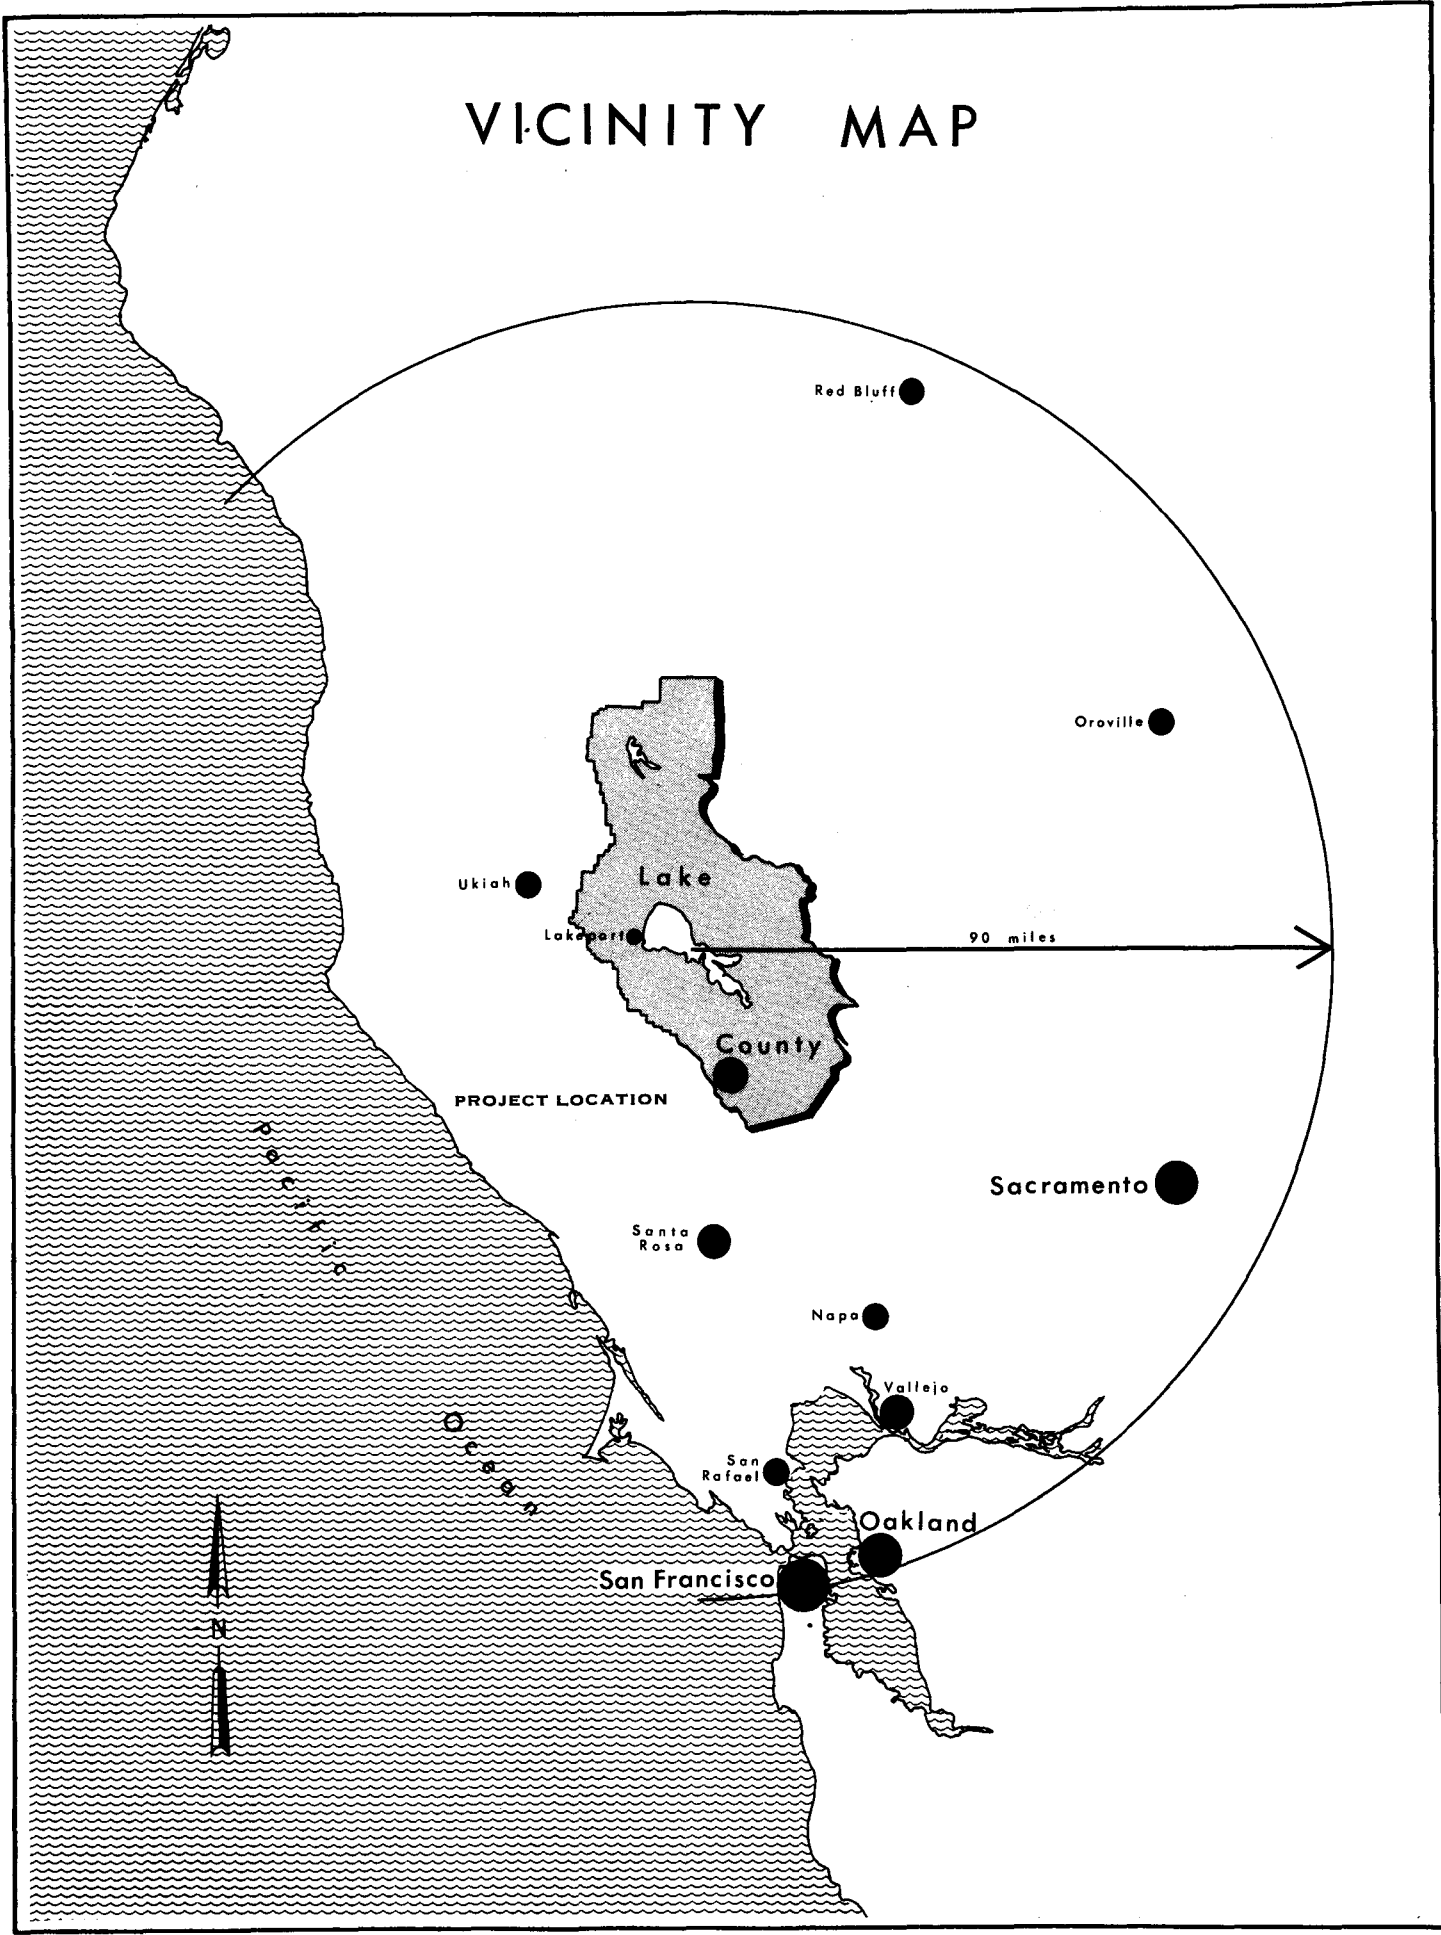 VICINITY MAP
Red Bluff
Oroville
Lake
Ukiah
Lakeport
90 miles
County
PROJECT LOCATION
Pacific
Sacramento
Santa
Rosa
Napa
Vallejo
Ocean
San
Rafael
Oakland
San Francisco
N